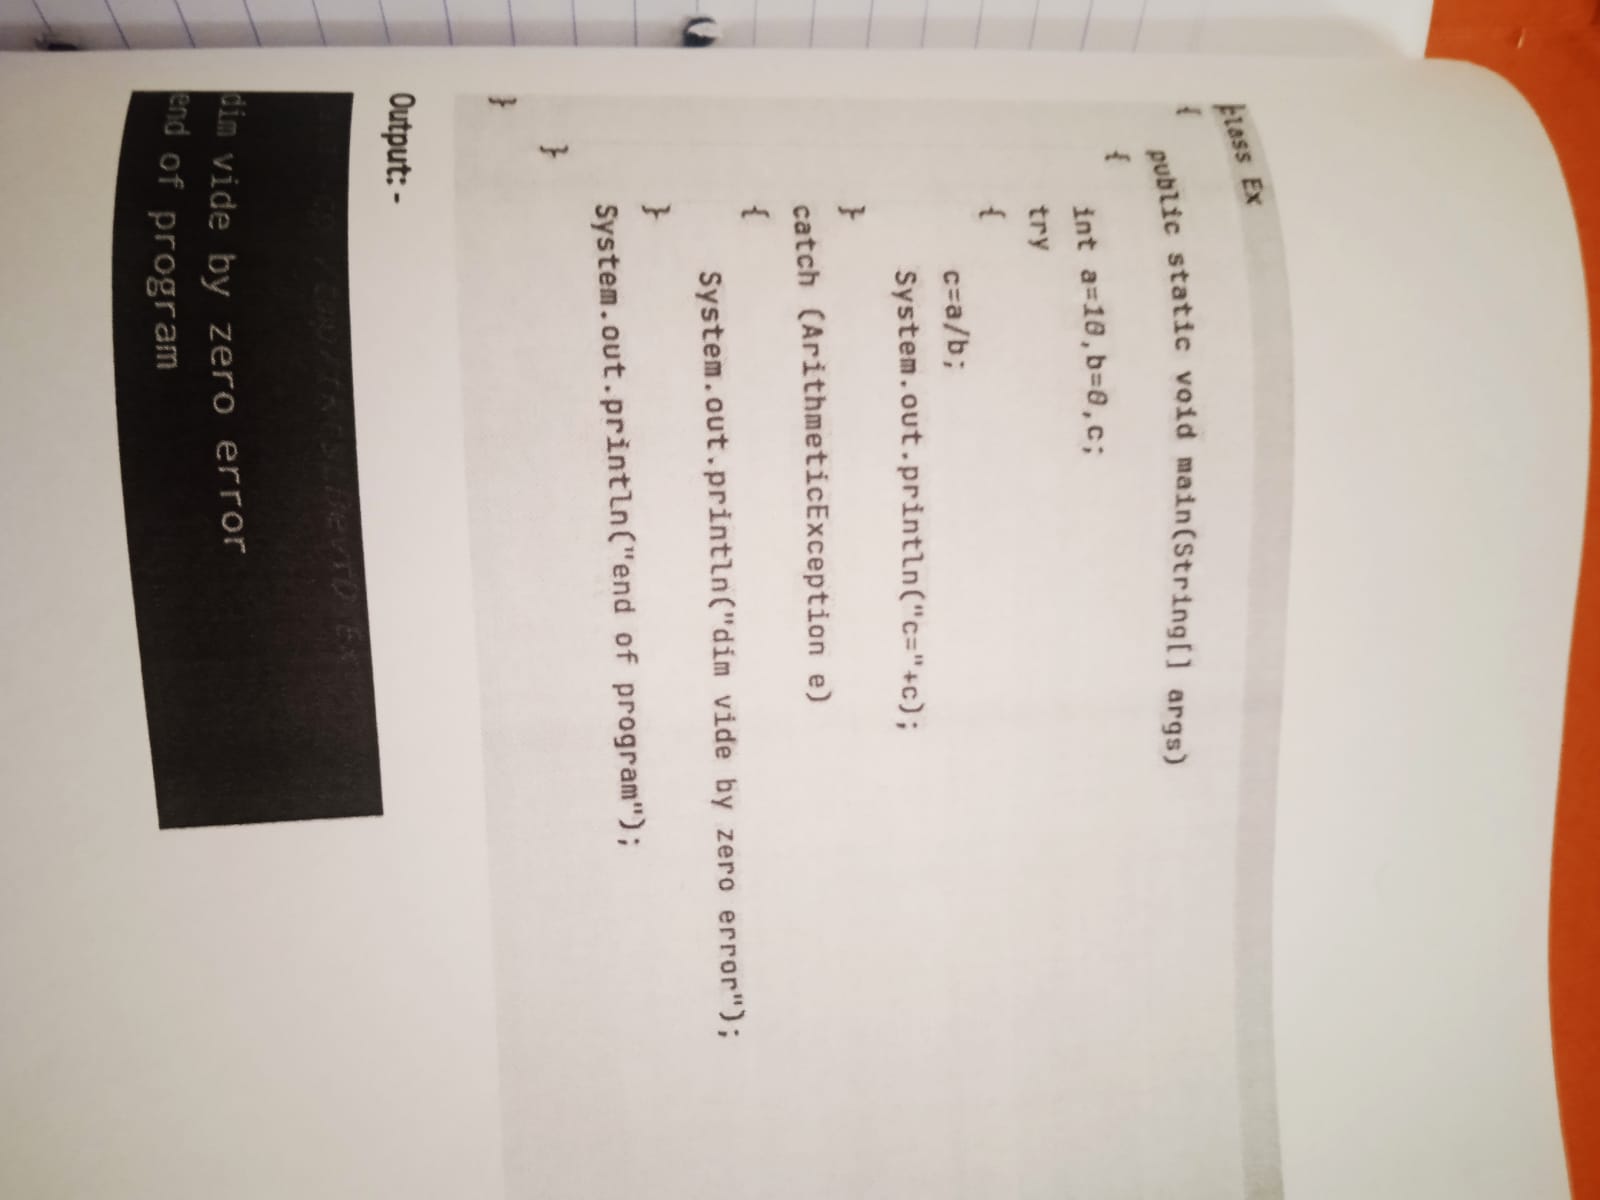 class Ex
{
public static void main(String[] args)
{
int a=10,b=0,c;
try
{
c=a/b;
System.out.println("c="+c);
}
catch (ArithmeticException e)
{
System.out.println("dim vide by zero error");
}
System.out.println("end of program");
}
}
Output: -
dim vide by zero error
end of program